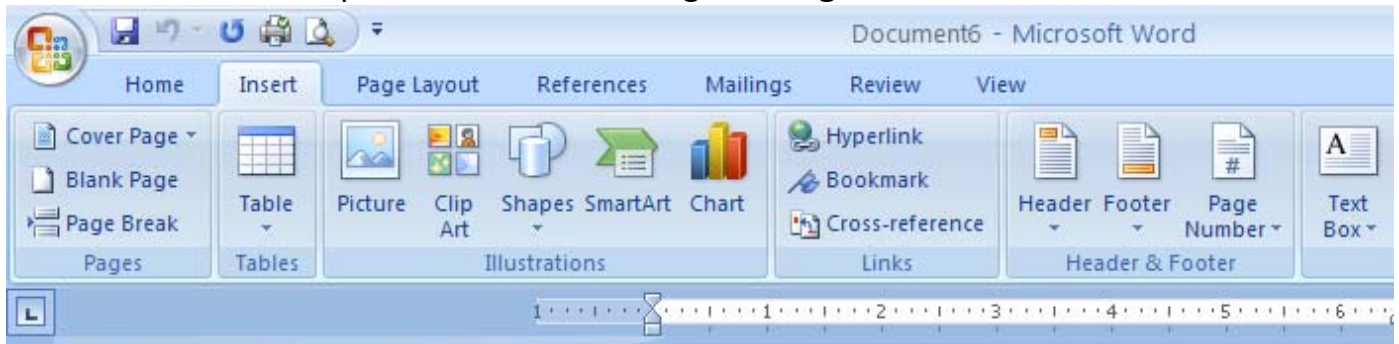 Document6 - Microsoft Word
Home Insert Page Layout References Mailings Review View
Cover Page
Blank Page
Page Break
Table
Picture
Clip Art
Shapes
SmartArt
Chart
Hyperlink
Bookmark
Cross-reference
Header
Footer
#
Page Number
A
Text Box
Pages Tables Illustrations Links Header & Footer
L
1 1 2 3 4 5 6